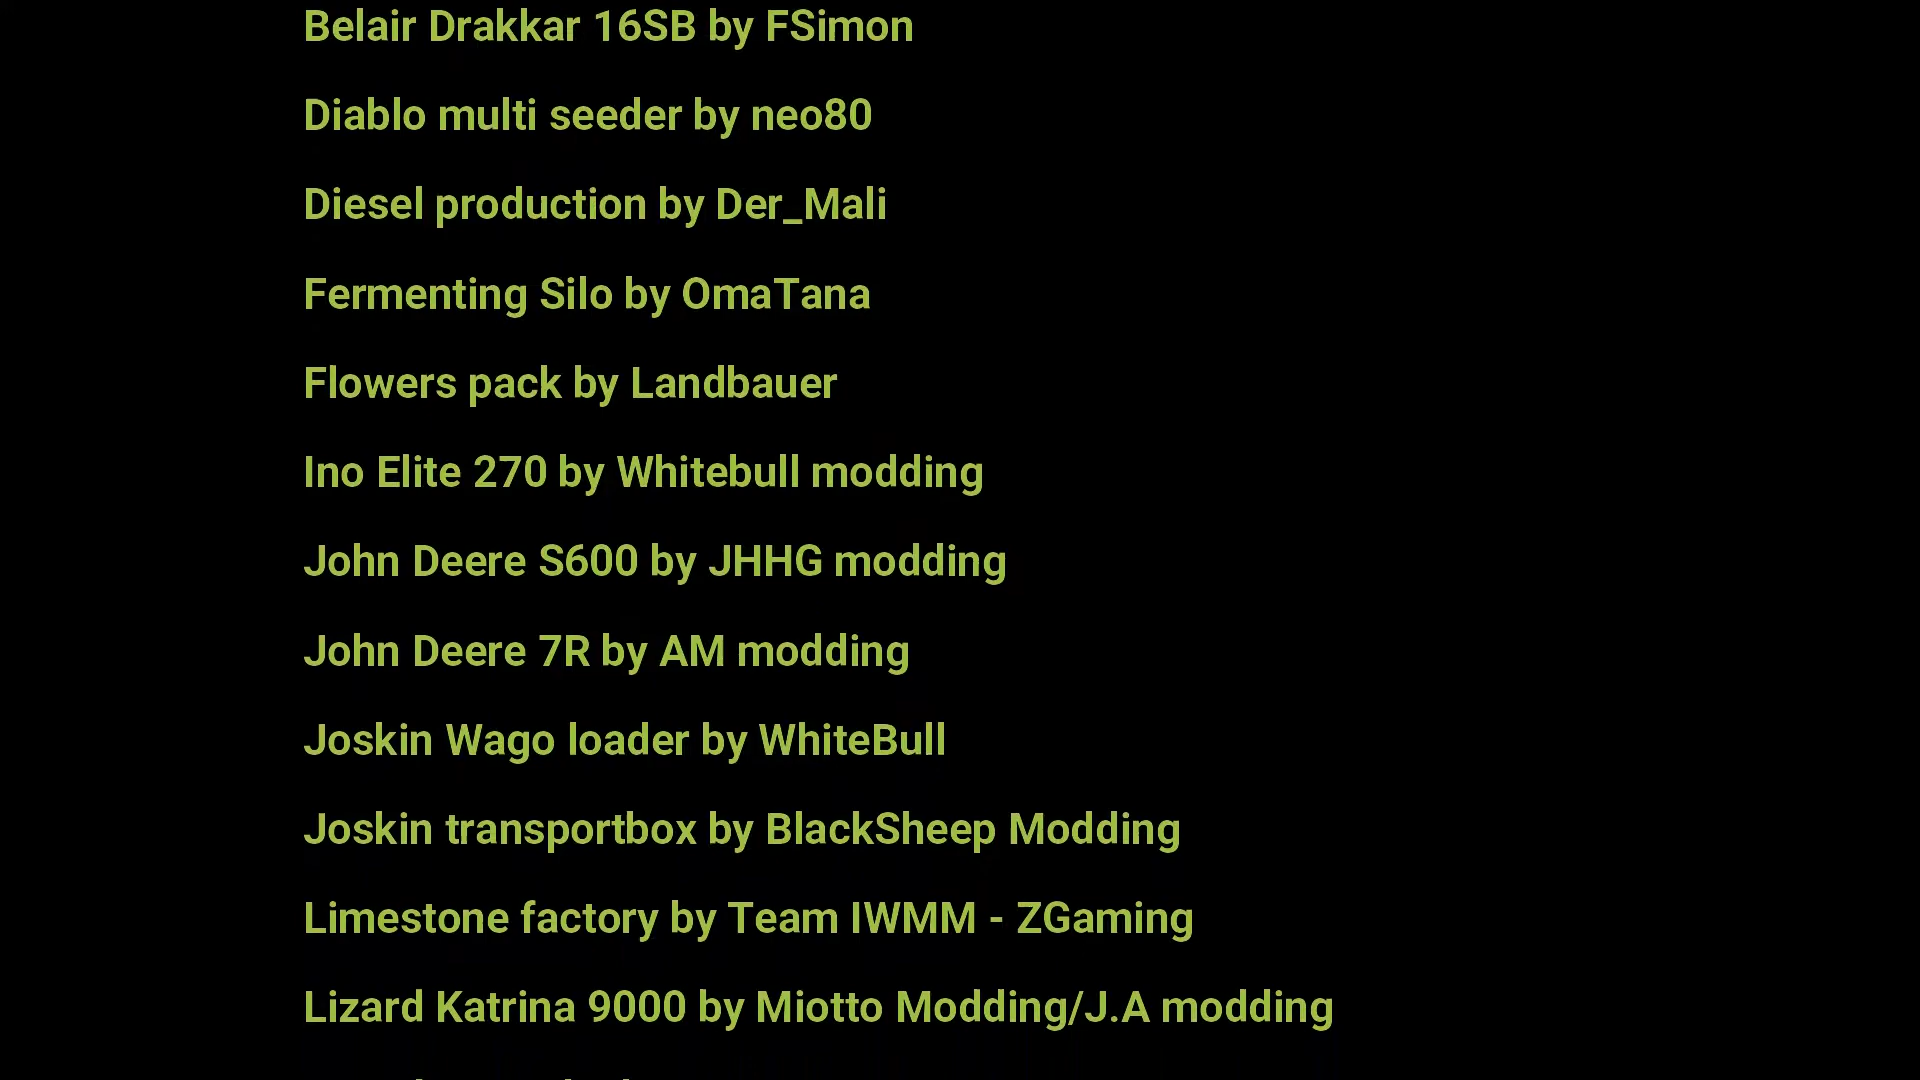 Belair Drakkar 16SB by FSimon
Diablo multi seeder by neo80
Diesel production by Der_Mali
Fermenting Silo by OmaTana
Flowers pack by Landbauer
Ino Elite 270 by Whitebull modding
John Deere S600 by JHHG modding
John Deere 7R by AM modding
Joskin Wago loader by WhiteBull
Joskin transportbox by BlackSheep Modding
Limestone factory by Team IWMM - ZGaming
Lizard Katrina 9000 by Miotto Modding/J.A modding